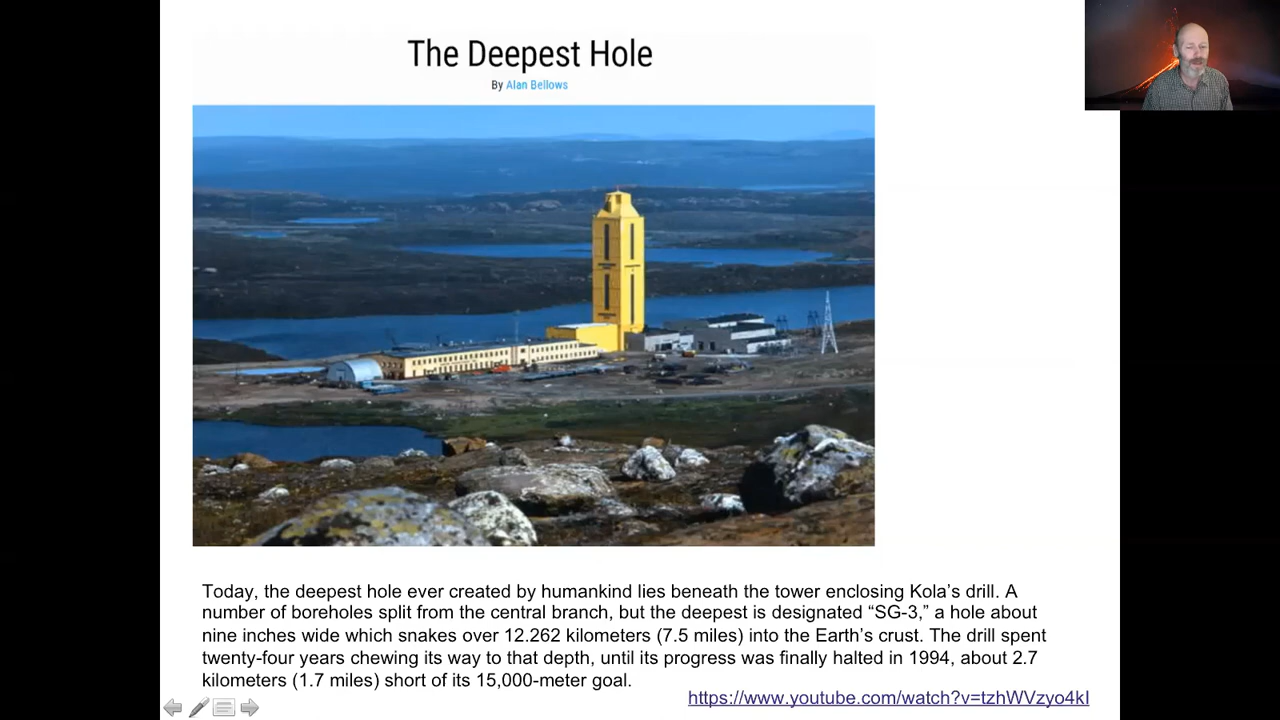 The Deepest Hole
By Alan Bellows
Today, the deepest hole ever created by humankind lies beneath the tower enclosing Kola’s drill. A
number of boreholes split from the central branch, but the deepest is designated “SG-3,” a hole about
nine inches wide which snakes over 12.262 kilometers (7.5 miles) into the Earth’s crust. The drill spent
twenty-four years chewing its way to that depth, until its progress was finally halted in 1994, about 2.7
kilometers (1.7 miles) short of its 15,000-meter goal.
https://www.youtube.com/watch?v=tzhWVzyo4kI